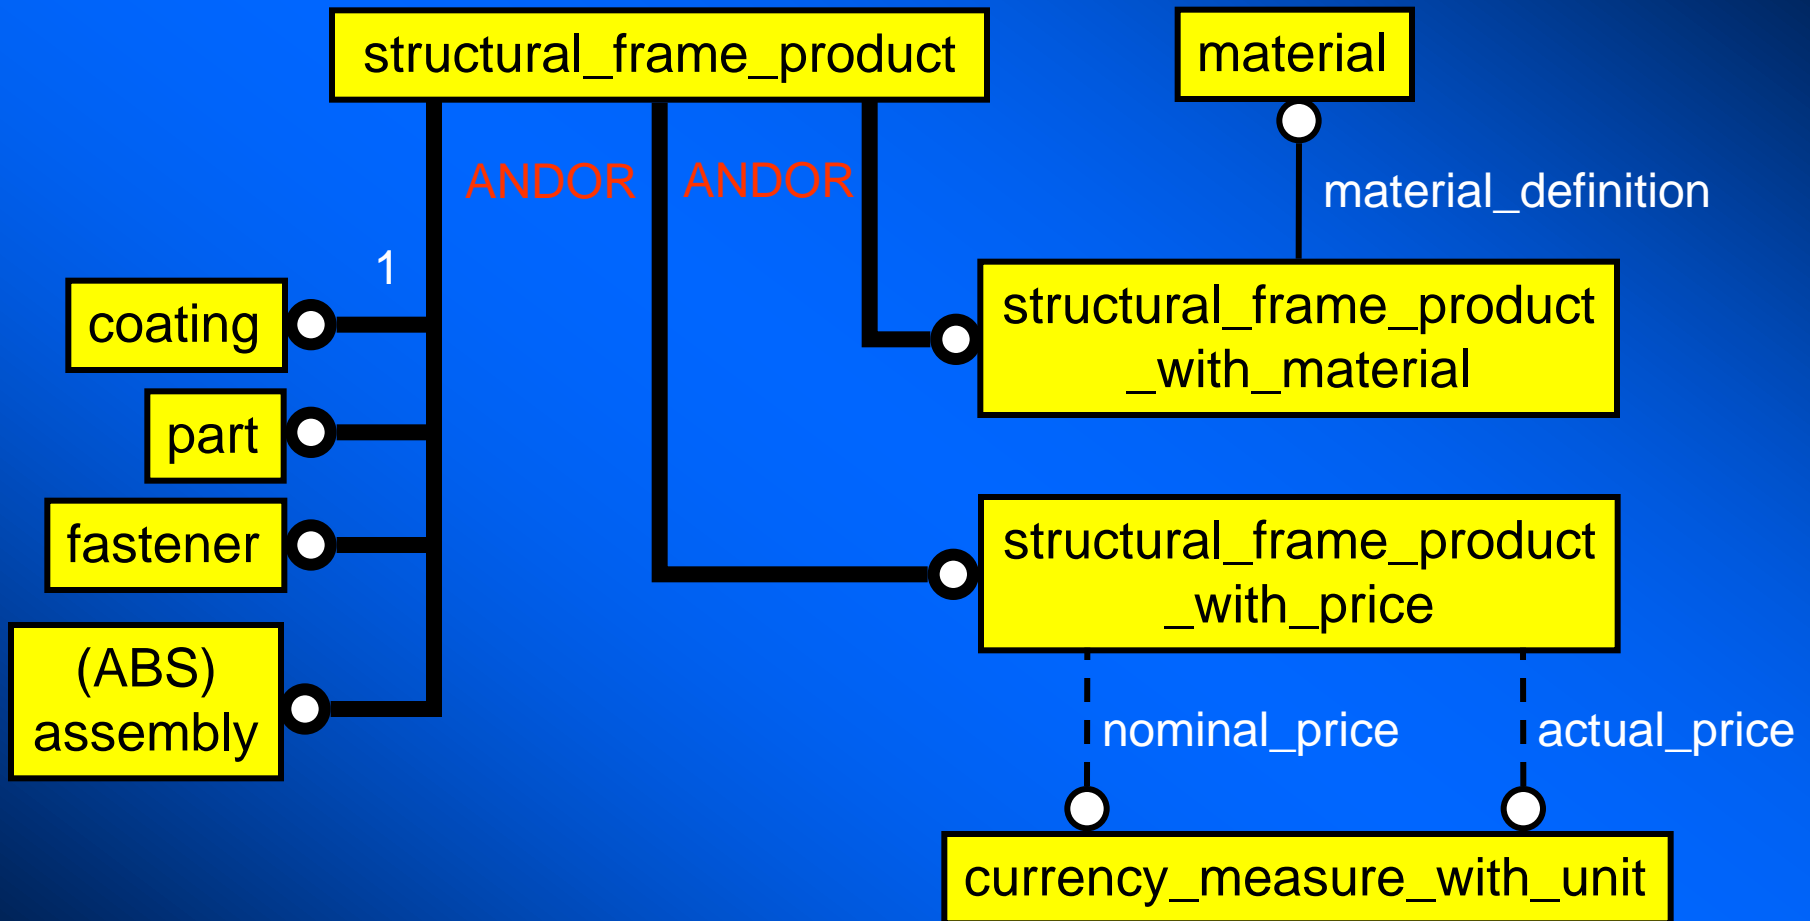 structural_frame_product
material
ANDOR
ANDOR
material_definition
1
coating
structural_frame_product
_with_material
part
fastener
structural_frame_product
_with_price
(ABS)
assembly
nominal_price
actual_price
currency_measure_with_unit